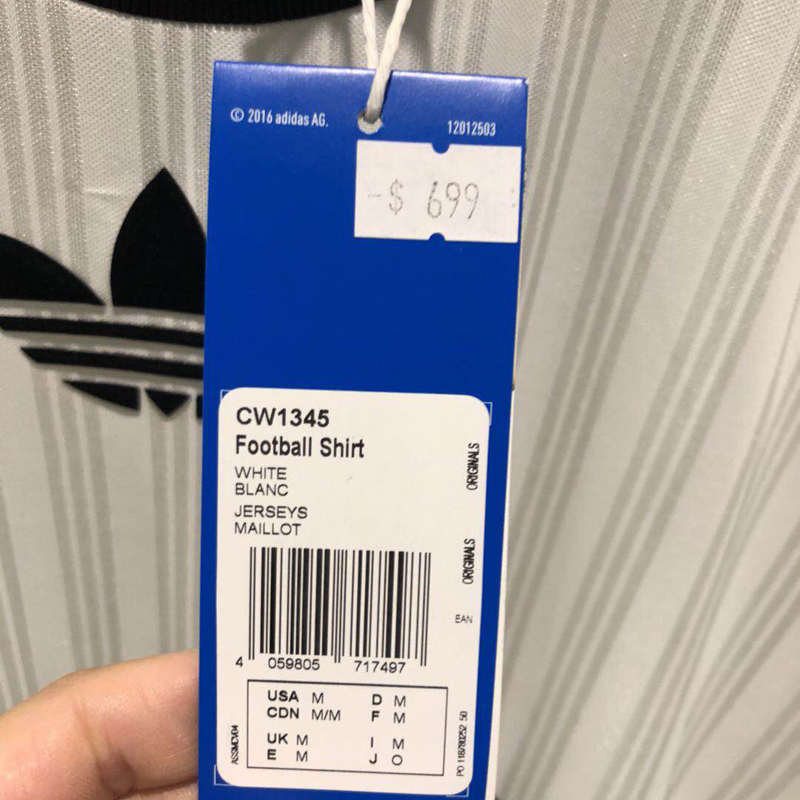 © 2016 adidas AG.
12012503
-$ 699
CW1345
Football Shirt
WHITE
BLANC
JERSEYS
MAILLOT
ORIGINALS
ORIGINALS
EAN
4 059805 717497
USA M D M
CDN M/M F M
UK M I M
E M J O
ASSMCV04